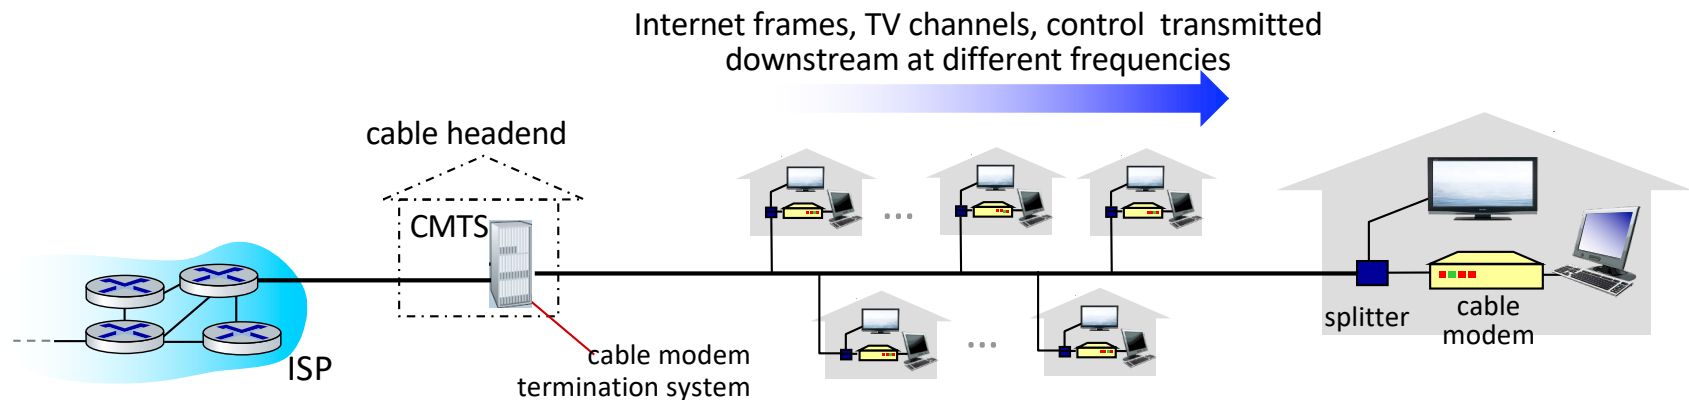 Internet frames, TV channels, control transmitted
downstream at different frequencies
cable headend
CMTS
ISP
cable modem
termination system
splitter
cable
modem